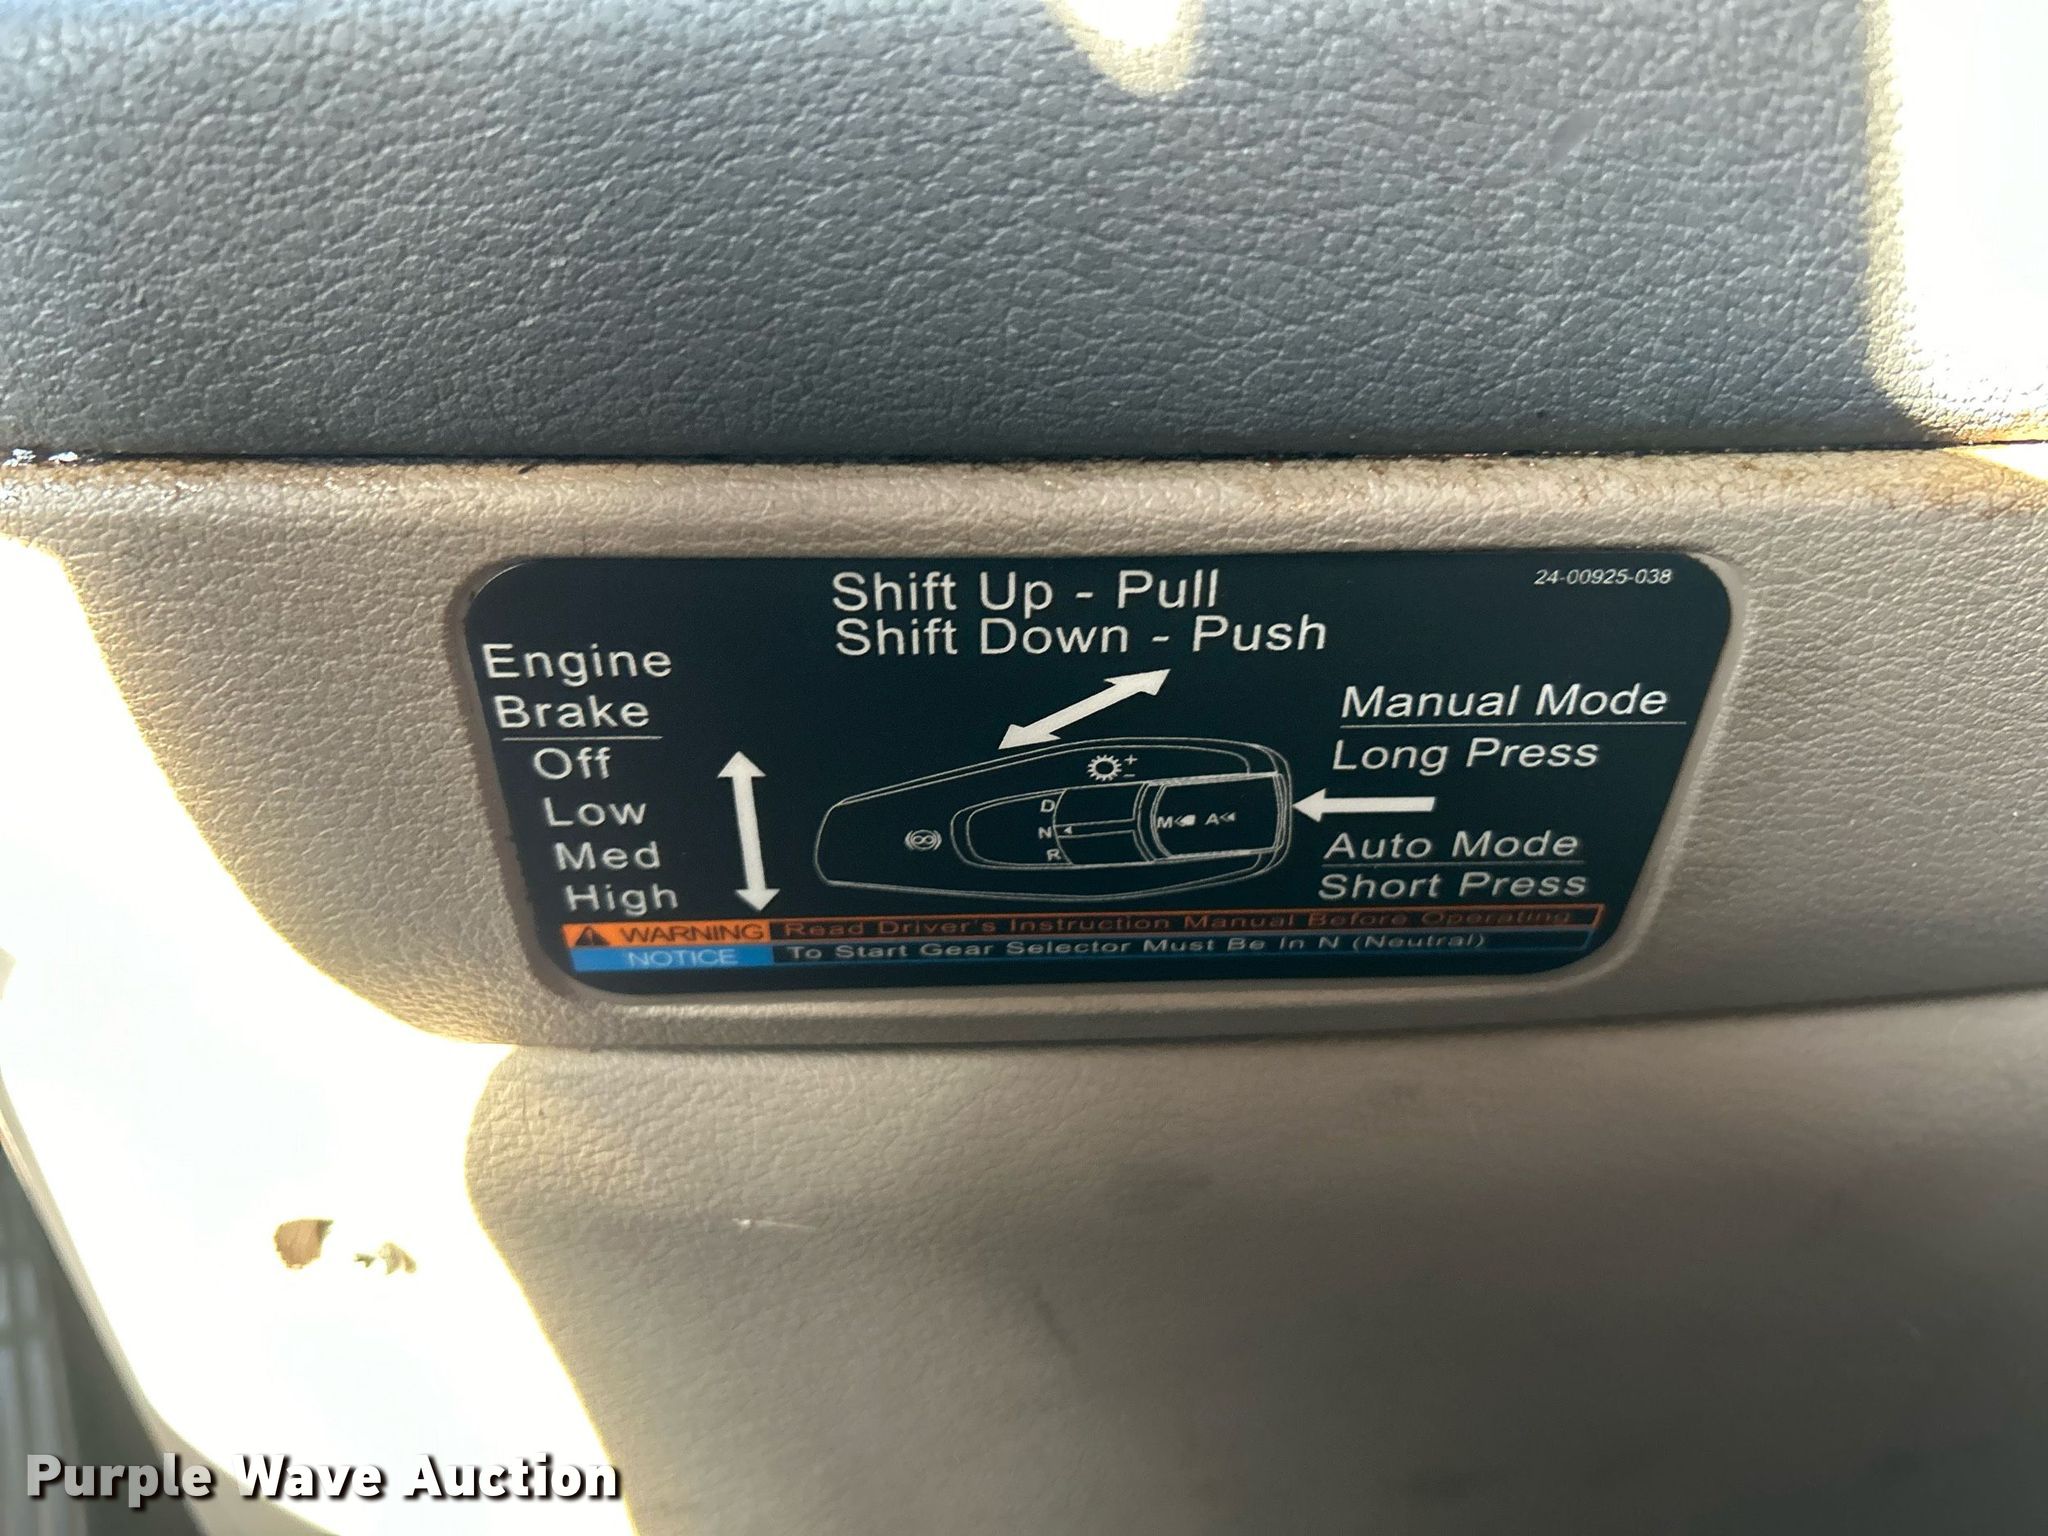 24-00925-038
Shift Up - Pull
Shift Down - Push
Engine
Brake
Off
Low
Med
High
+
-
D
N
R
M A
Manual Mode
Long Press
Auto Mode
Short Press
WARNING Read Driver's Instruction Manual Before Operating
NOTICE To Start Gear Selector Must Be In N (Neutral)
Purple Wave Auction